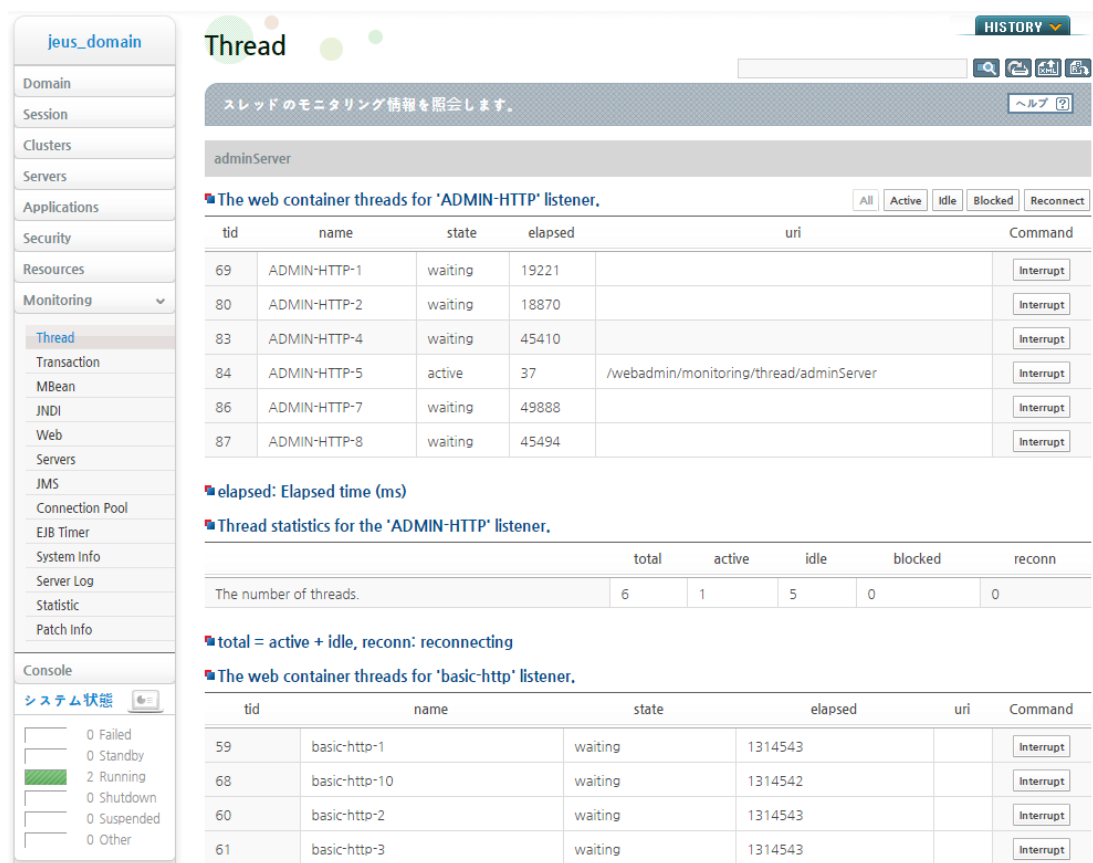 jeus_domain
Domain
Session
Clusters
Servers
Applications
Security
Resources
Monitoring
Thread
Transaction
MBean
JNDI
Web
Servers
JMS
Connection Pool
EJB Timer
System Info
Server Log
Statistic
Patch Info
Console
システム状態
0 Failed
0 Standby
2 Running
0 Shutdown
0 Suspended
0 Other
HISTORY
Thread
XML
スレッドのモニタリング情報を照会します。 ヘルプ ?
adminServer
The web container threads for 'ADMIN-HTTP' listener. All Active Idle Blocked Reconnect
tid name state elapsed uri Command
69 ADMIN-HTTP-1 waiting 19221 Interrupt
80 ADMIN-HTTP-2 waiting 18870 Interrupt
83 ADMIN-HTTP-4 waiting 45410 Interrupt
84 ADMIN-HTTP-5 active 37 /webadmin/monitoring/thread/adminServer Interrupt
86 ADMIN-HTTP-7 waiting 49888 Interrupt
87 ADMIN-HTTP-8 waiting 45494 Interrupt
elapsed: Elapsed time (ms)
Thread statistics for the 'ADMIN-HTTP' listener.
total active idle blocked reconn
The number of threads. 6 1 5 0 0
total = active + idle, reconn: reconnecting
The web container threads for 'basic-http' listener.
tid name state elapsed uri Command
59 basic-http-1 waiting 1314543 Interrupt
68 basic-http-10 waiting 1314542 Interrupt
60 basic-http-2 waiting 1314543 Interrupt
61 basic-http-3 waiting 1314543 Interrupt